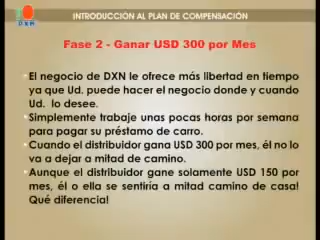 DXN
INTRODUCCIÓN AL PLAN DE COMPENSACIÓN
Fase 2 - Ganar USD 300 por Mes
•El negocio de DXN le ofrece más libertad en tiempo
ya que Ud. puede hacer el negocio donde y cuando
Ud. lo desee.
•Simplemente trabaje unas pocas horas por semana
para pagar su préstamo de carro.
•Cuando el distribuidor gana USD 300 por mes, él no lo
va a dejar a mitad de camino.
•Aunque el distribuidor gane solamente USD 150 por
mes, él o ella se sentiría a mitad camino de casa!
Qué diferencia!